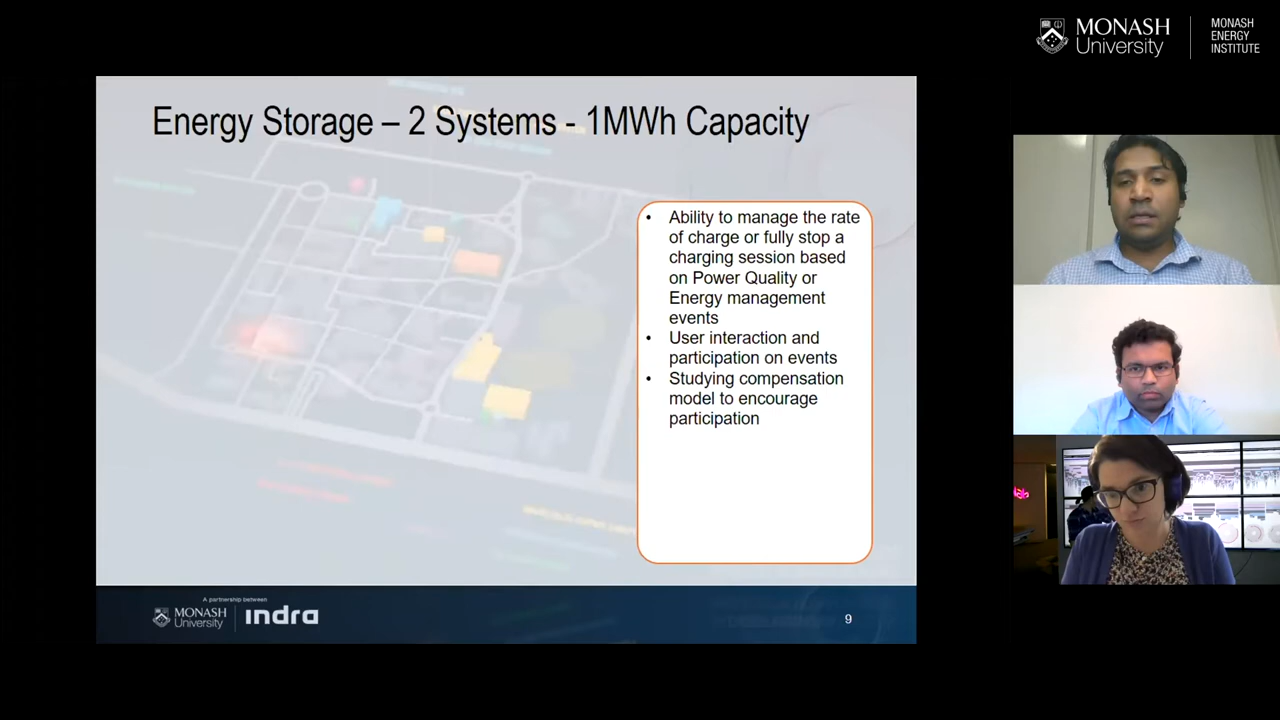 MONASH
University
MONASH
ENERGY
INSTITUTE
Energy Storage – 2 Systems - 1MWh Capacity
• Ability to manage the rate
of charge or fully stop a
charging session based
on Power Quality or
Energy management
events
• User interaction and
participation on events
• Studying compensation
model to encourage
participation
A partnership between
MONASH
University
indra
9